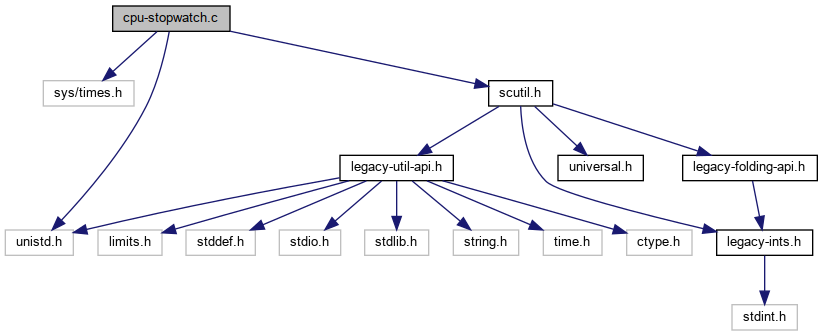 cpu-stopwatch.c
sys/times.h
scutil.h
legacy-util-api.h
universal.h
legacy-folding-api.h
unistd.h
limits.h
stddef.h
stdio.h
stdlib.h
string.h
time.h
ctype.h
legacy-ints.h
stdint.h